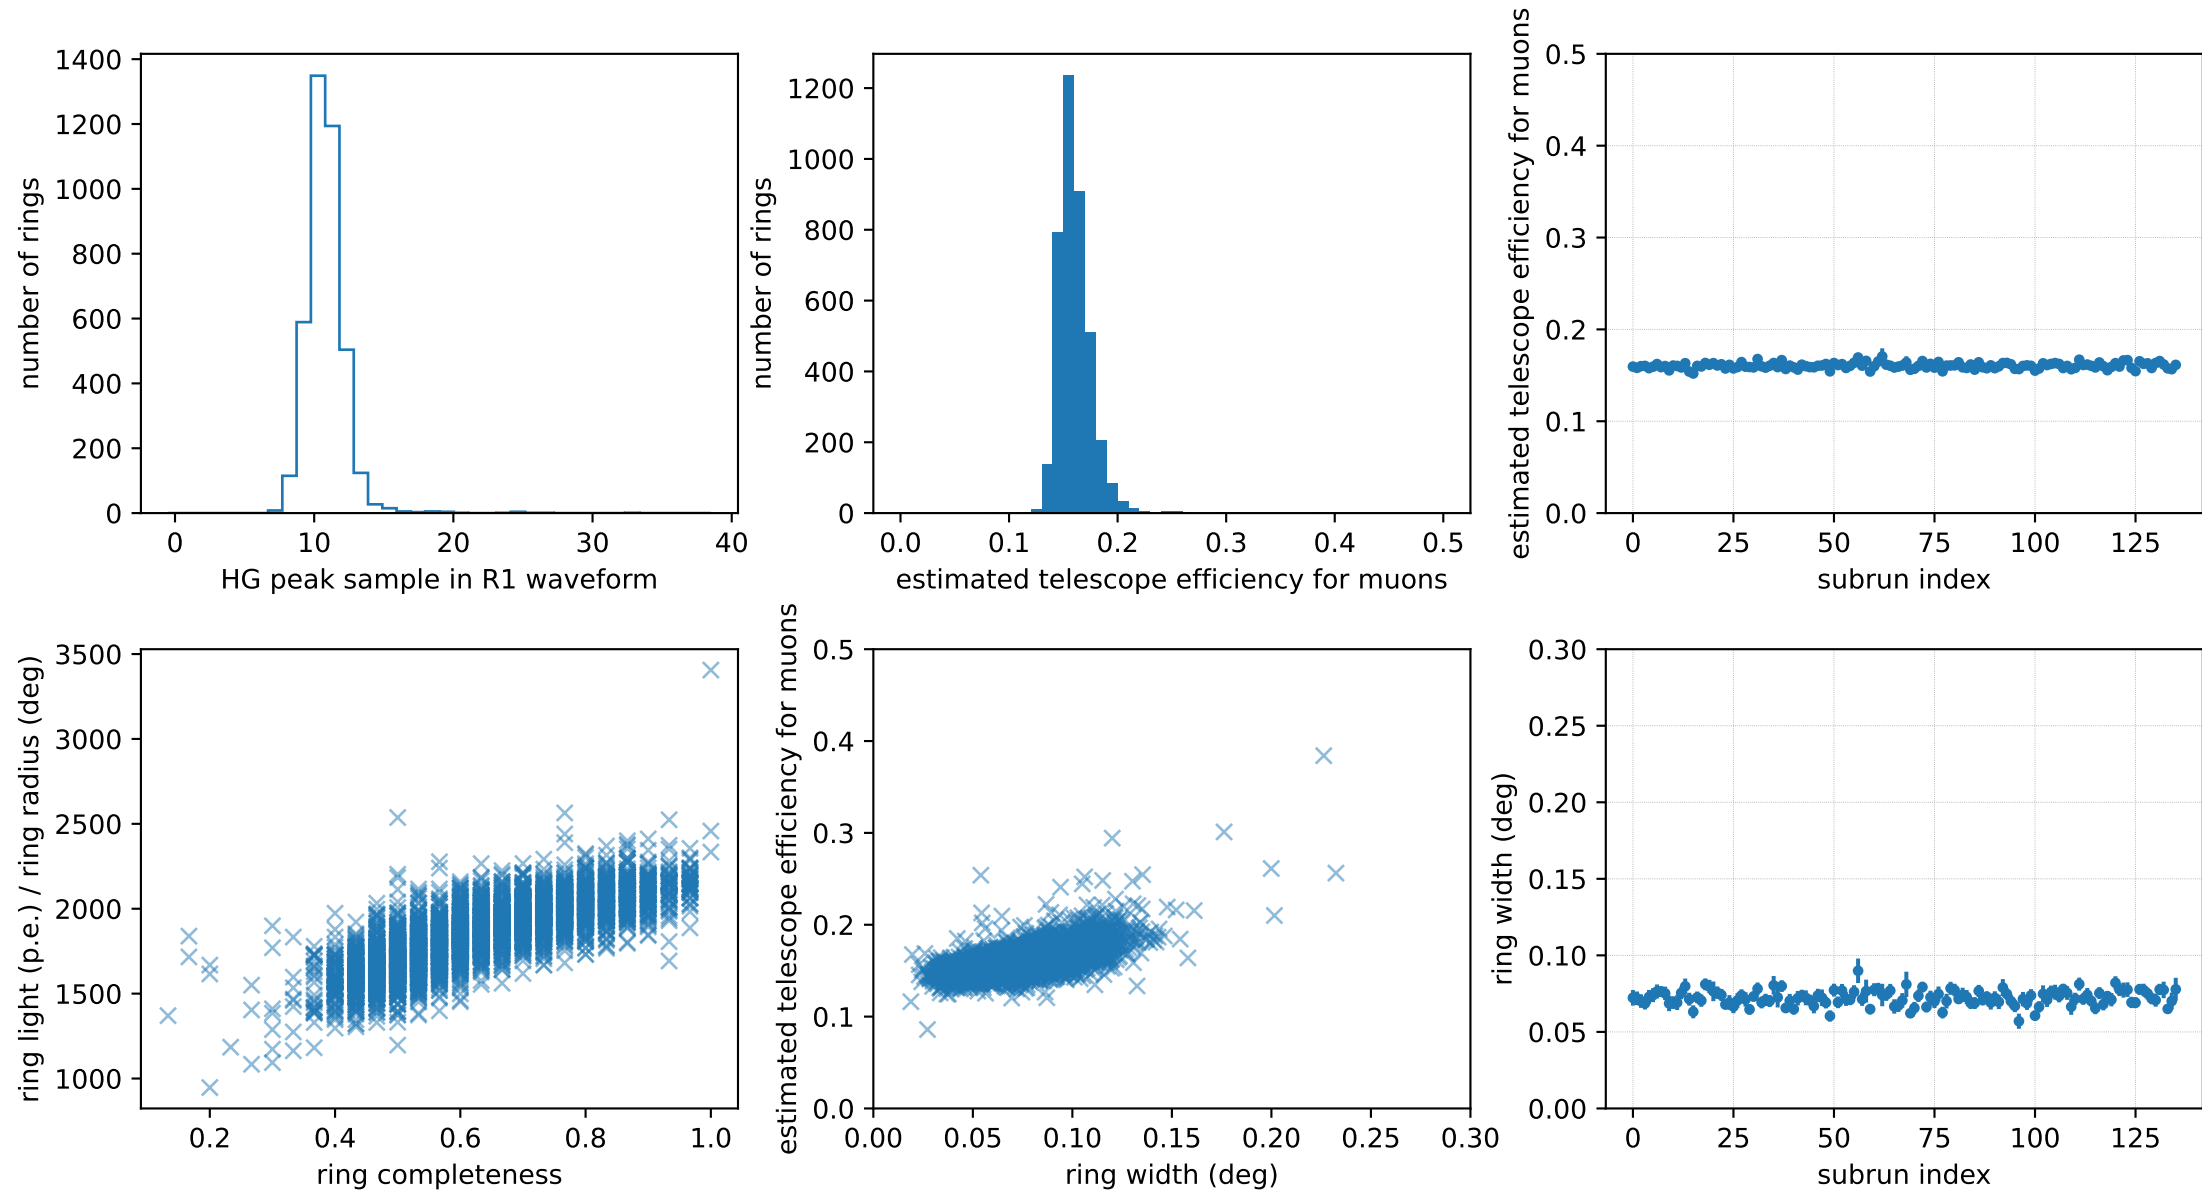 number of rings
1400
1200
1000
800
600
400
200
0
0 10 20 30 40
HG peak sample in R1 waveform
number of rings
1200
1000
800
600
400
200
0
0.0 0.1 0.2 0.3 0.4 0.5
estimated telescope efficiency for muons
estimated telescope efficiency for muons
0.5
0.4
0.3
0.2
0.1
0.0
0 25 50 75 100 125
subrun index
ring light (p.e.) / ring radius (deg)
3500
3000
2500
2000
1500
1000
0.2 0.4 0.6 0.8 1.0
ring completeness
estimated telescope efficiency for muons
0.5
0.4
0.3
0.2
0.1
0.0
0.00 0.05 0.10 0.15 0.20 0.25 0.30
ring width (deg)
ring width (deg)
0.30
0.25
0.20
0.15
0.10
0.05
0.00
0 25 50 75 100 125
subrun index